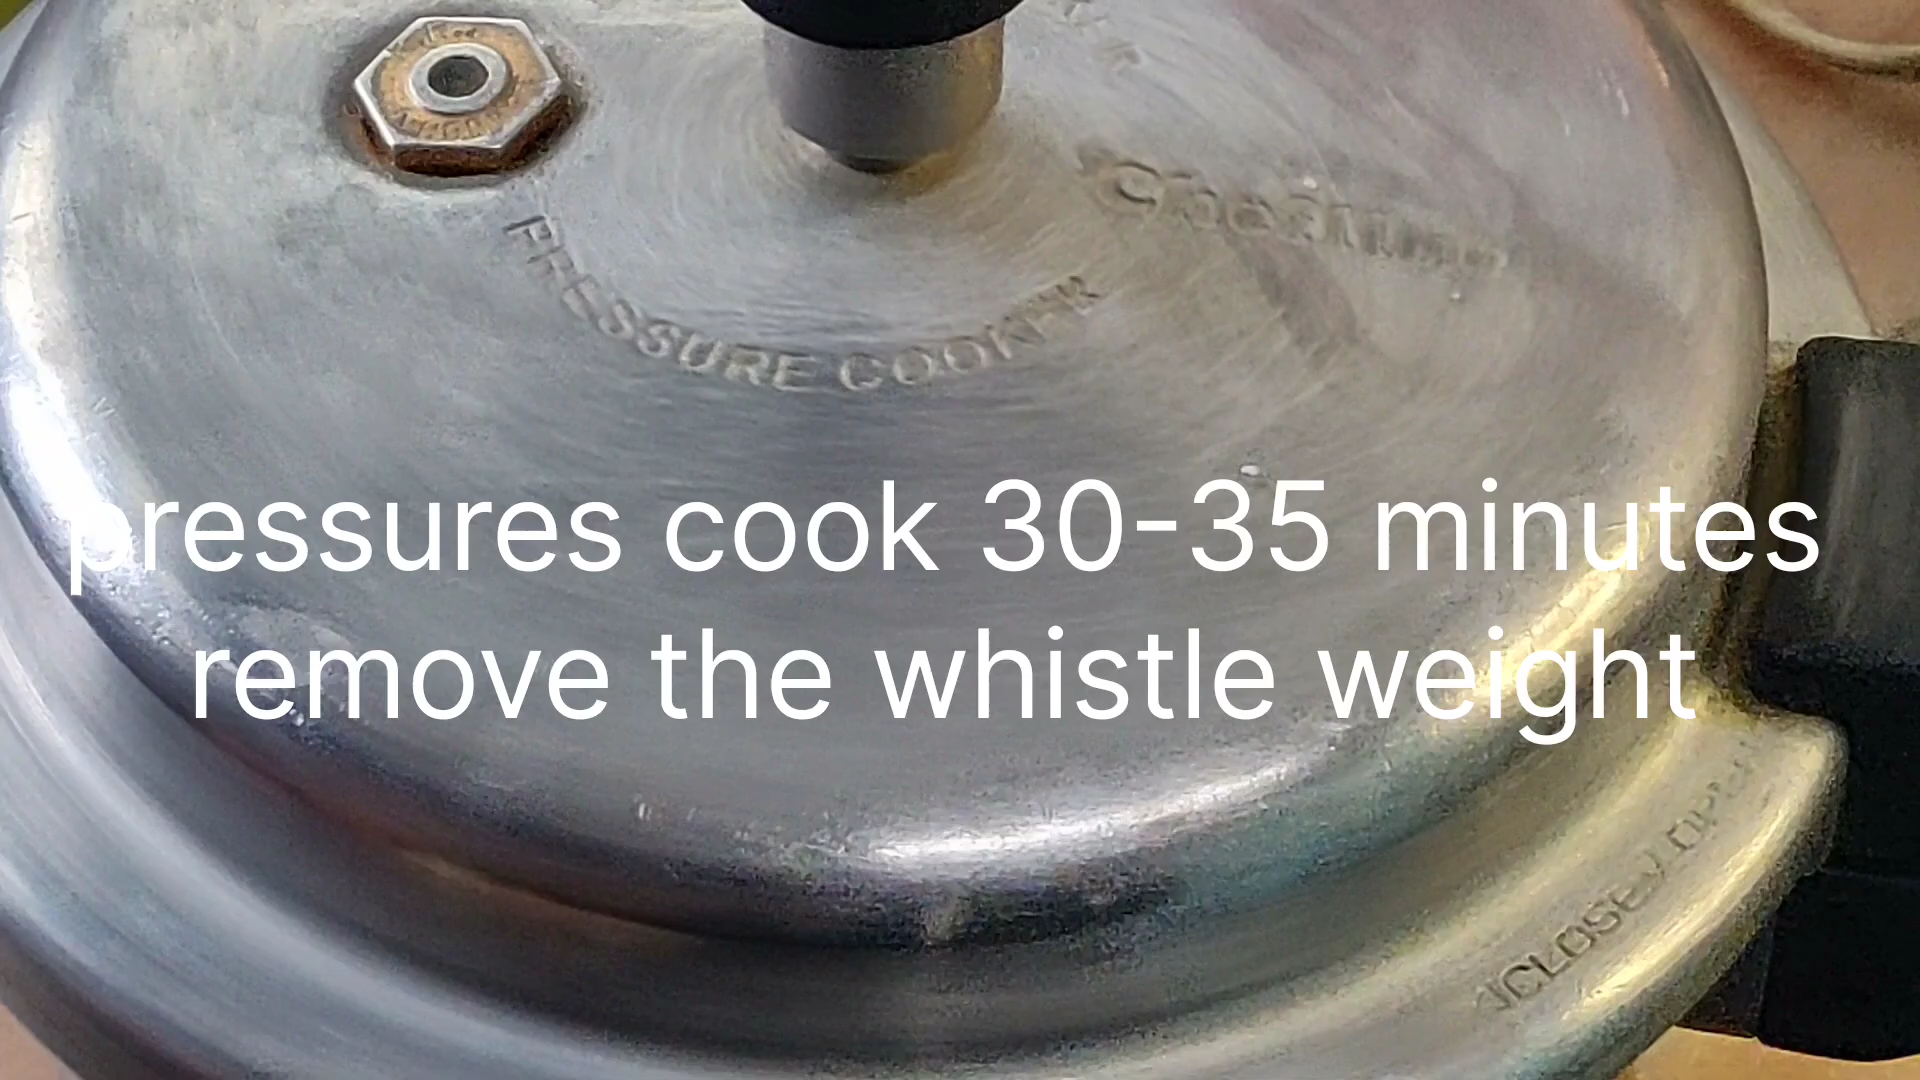 PRESSURE COOKER
pressures cook 30-35 minutes
remove the whistle weight
CLOSE